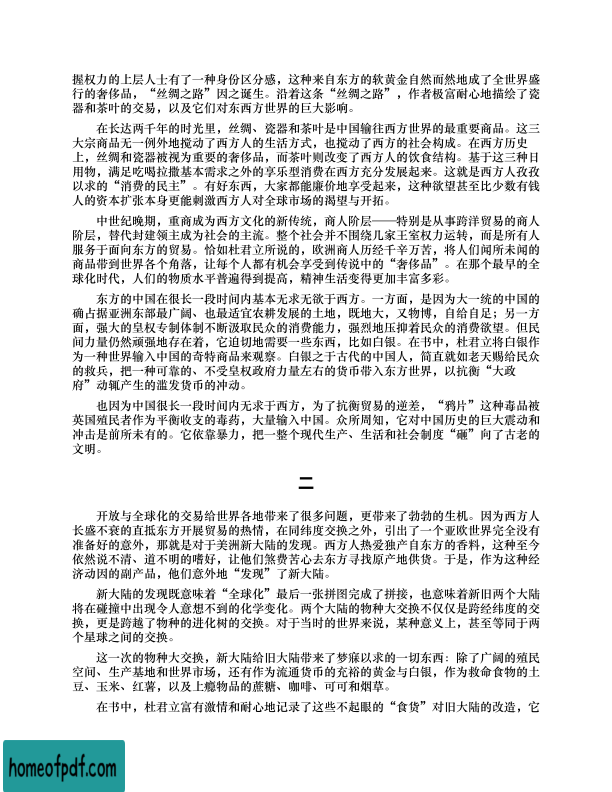 握权力的上层人士有了一种身份区分感，这种来自东方的软黄金自然而然地成了全世界盛
行的奢侈品，“丝绸之路”因之诞生。沿着这条“丝绸之路”，作者极富耐心地描绘了瓷
器和茶叶的交易，以及它们对东西方世界的巨大影响。
在长达两千年的时光里，丝绸、瓷器和茶叶是中国输往西方世界的最重要商品。这三
大宗商品无一例外地搅动了西方人的生活方式，也搅动了西方的社会构成。在西方历史
上，丝绸和瓷器被视为重要的奢侈品，而茶叶则改变了西方人的饮食结构。基于这三种日
用物，满足吃喝拉撒基本需求之外的享乐型消费在西方充分发展起来。这就是西方人孜孜
以求的“消费的民主”。有好东西，大家都能廉价地享受起来，这种欲望甚至比少数有钱
人的资本扩张本身更能刺激西方人对全球市场的渴望与开拓。
中世纪晚期，重商成为西方文化的新传统，商人阶层——特别是从事跨洋贸易的商人
阶层，替代封建领主成为社会的主流。整个社会并不围绕几家王室权力运转，而是所有人
服务于面向东方的贸易。恰如杜君立所说的，欧洲商人历经千辛万苦，将人们闻所未闻的
商品带到世界各个角落，让每个人都有机会享受到传说中的“奢侈品”。在那个最早的全
球化时代，人们的物质水平普遍得到提高，精神生活变得更加丰富多彩。
东方的中国在很长一段时间内基本无求无欲于西方。一方面，是因为大一统的中国的
确占据亚洲东部最广阔、也最适宜农耕发展的土地，既地大，又物博，自给自足；另一方
面，强大的皇权专制体制不断汲取民众的消费能力，强烈地压抑着民众的消费欲望。但民
间力量仍然顽强地存在着，它迫切地需要一些东西，比如白银。在书中，杜君立将白银作
为一种世界输入中国的奇特商品来观察。白银之于古代的中国人，简直就如老天赐给民众
的救兵，把一种可靠的、不受皇权政府力量左右的货币带入东方世界，以抗衡“大政
府”动辄产生的滥发货币的冲动。
也因为中国很长一段时间内无求于西方，为了抗衡贸易的逆差，“鸦片”这种毒品被
英国殖民者作为平衡收支的毒药，大量输入中国。众所周知，它对中国历史的巨大震动和
冲击是前所未有的。它依靠暴力，把一整个现代生产、生活和社会制度“砸”向了古老的
文明。
二
开放与全球化的交易给世界各地带来了很多问题，更带来了勃勃的生机。因为西方人
长盛不衰的直抵东方开展贸易的热情，在同纬度交换之外，引出了一个亚欧世界完全没有
准备好的意外，那就是对于美洲新大陆的发现。西方人热爱独产自东方的香料，这种至今
依然说不清、道不明的嗜好，让他们煞费苦心去东方寻找原产地供货。于是，作为这种经
济动因的副产品，他们意外地“发现”了新大陆。
新大陆的发现既意味着“全球化”最后一张拼图完成了拼接，也意味着新旧两个大陆
将在碰撞中出现令人意想不到的化学变化。两个大陆的物种大交换不仅仅是跨经纬度的交
换，更是跨越了物种的进化树的交换。对于当时的世界来说，某种意义上，甚至等同于两
个星球之间的交换。
这一次的物种大交换，新大陆给旧大陆带来了梦寐以求的一切东西：除了广阔的殖民
空间、生产基地和世界市场，还有作为流通货币的充裕的黄金与白银，作为救命食物的土
豆、玉米、红薯，以及上瘾物品的蔗糖、咖啡、可可和烟草。
在书中，杜君立富有激情和耐心地记录了这些不起眼的“食货”对旧大陆的改造，它
homeofpdf.com